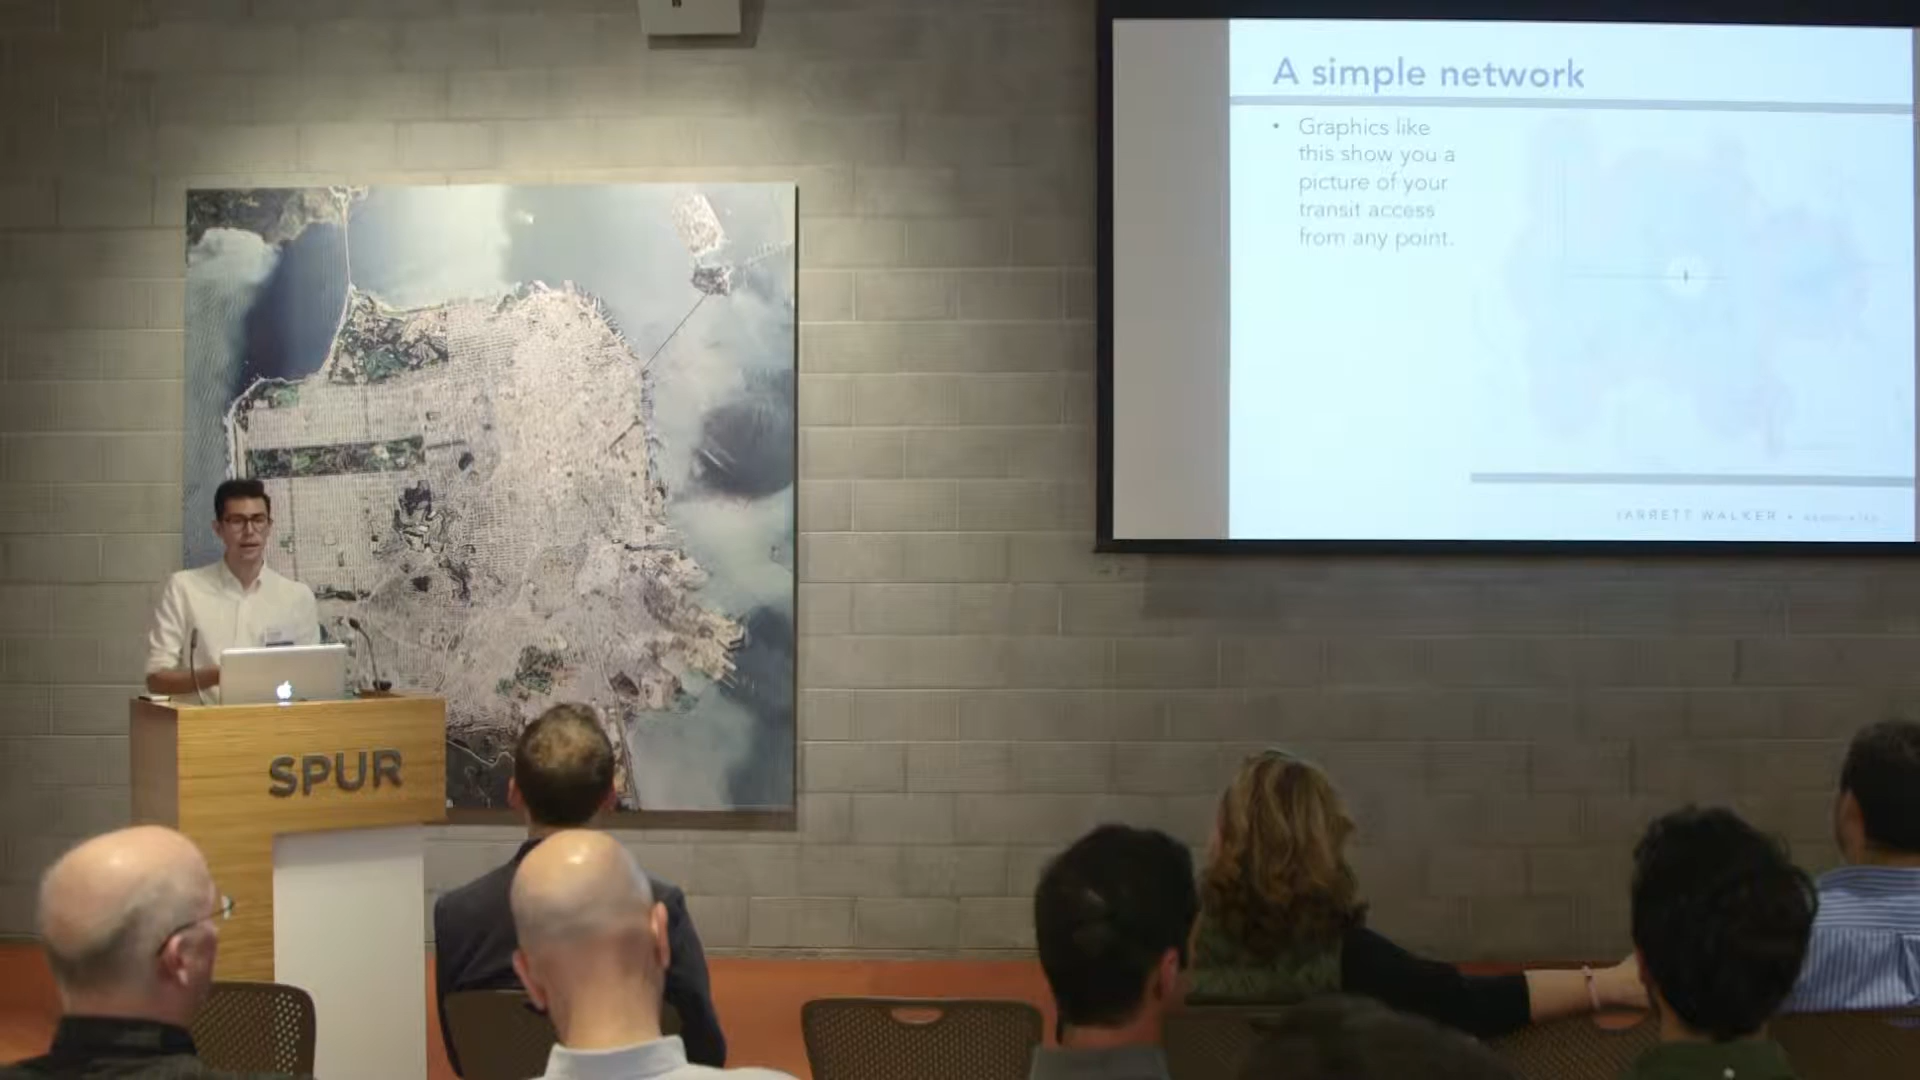 A simple network
• Graphics like
this show you a
picture of your
transit access
from any point.
JARRETT WALKER +
SPUR